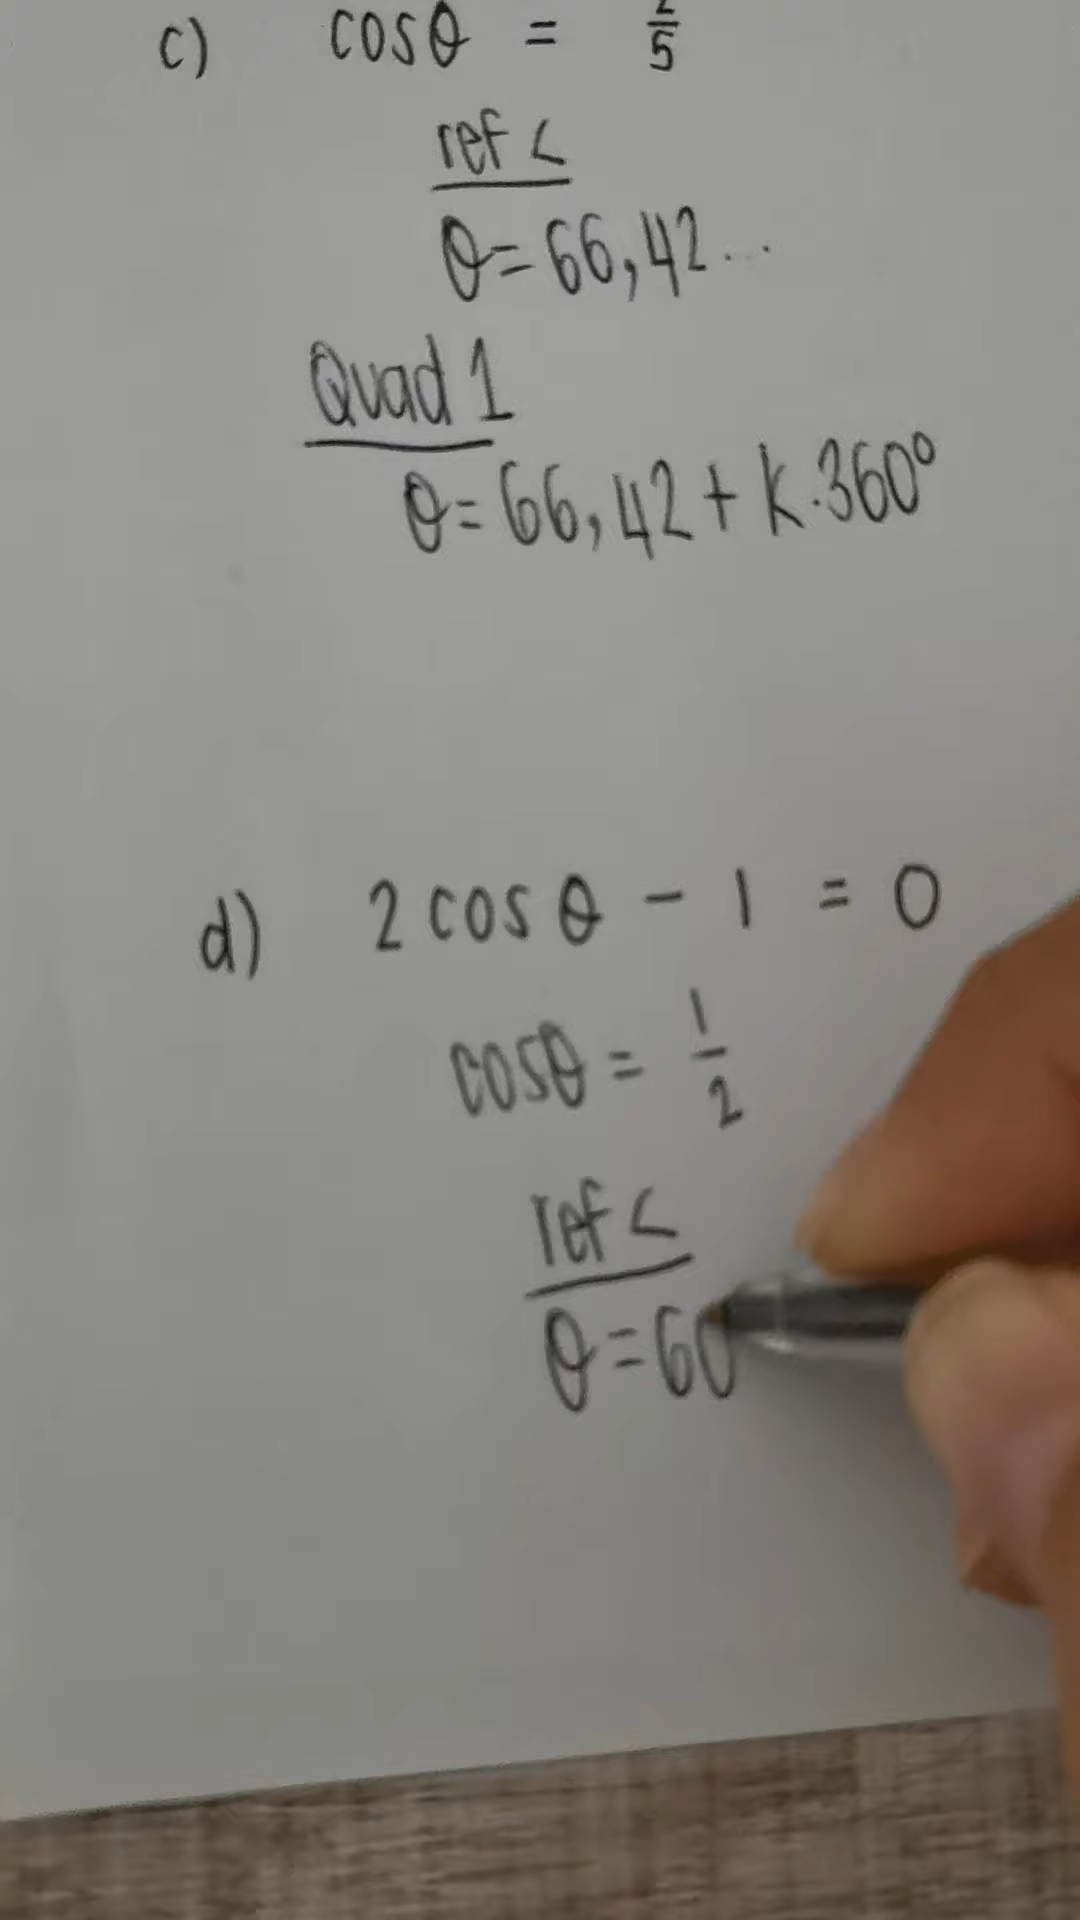 c) cosθ = 2/5
ref <
θ = 66,42...
Quad 1
θ = 66,42 + k.360°
d) 2 cos θ - 1 = 0
cosθ = 1/2
ref <
θ = 60